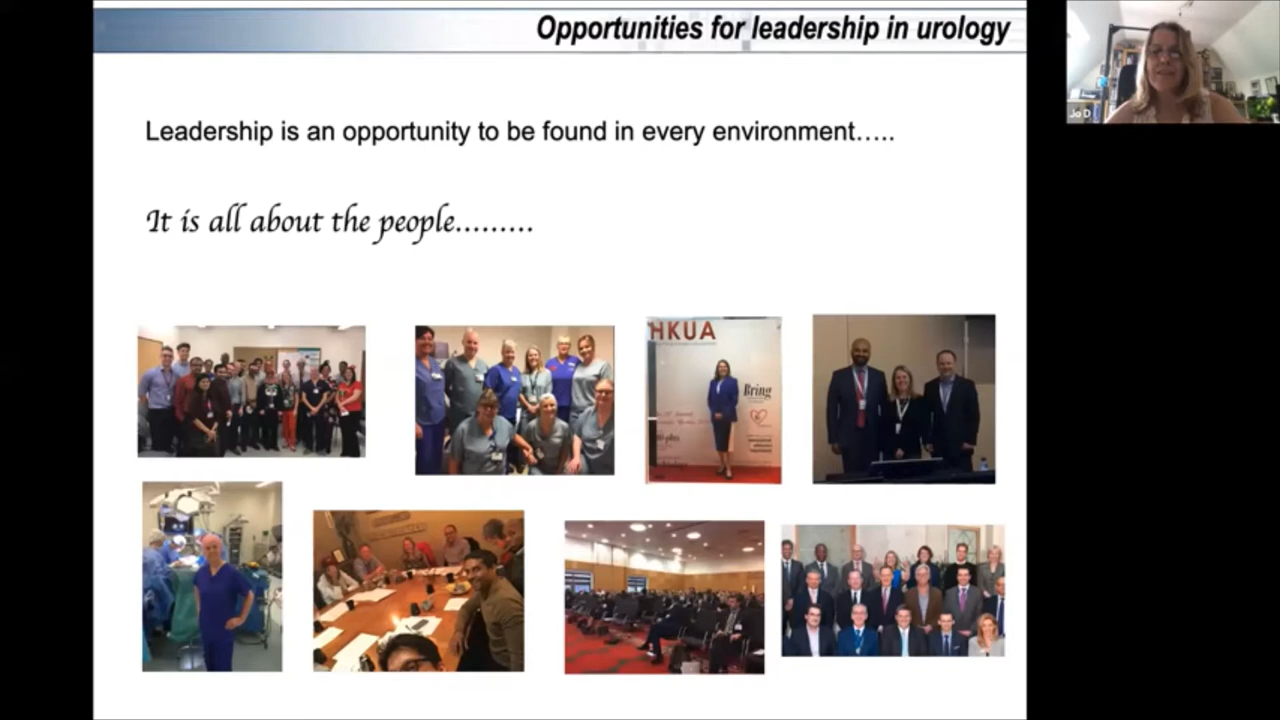 Opportunities for leadership in urology
Jo D
Leadership is an opportunity to be found in every environment…..
It is all about the people………
HKUA
Bring